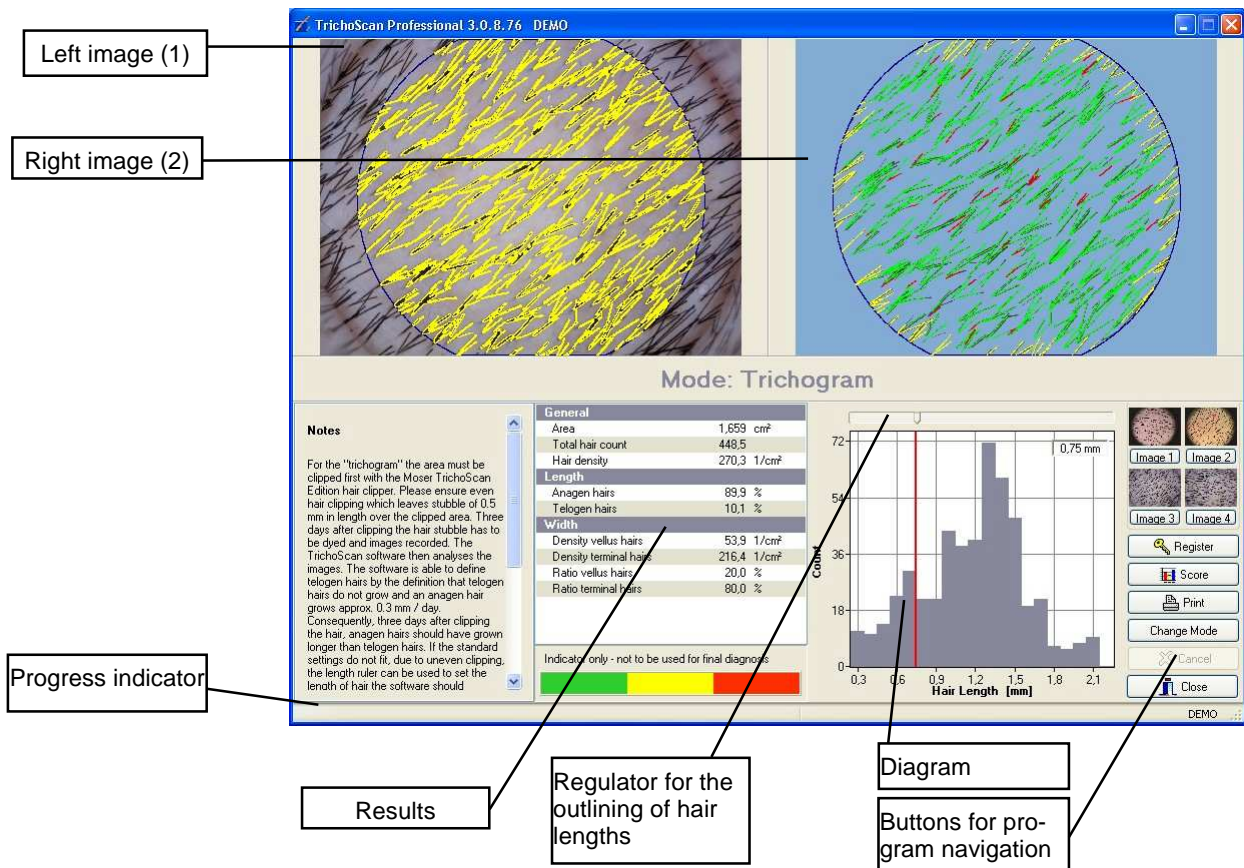 TrichoScan Professional 3.0.8.76 DEMO
Left image (1)
Right image (2)
Mode: Trichogram
Notes
For the "trichogram" the area must be
clipped first with the Moser TrichoScan
Edition hair clipper. Please ensure even
hair clipping which leaves stubble of 0.5
mm in length over the clipped area. Three
days after clipping the hair stubble has to
be dyed and images recorded. The
TrichoScan software then analyses the
images. The software is able to define
telogen hairs by the definition that telogen
hairs do not grow and an anagen hair
grows approx. 0.3 mm / day.
Consequently, three days after clipping
the hair, anagen hairs should have grown
longer than telogen hairs. If the standard
settings do not fit, due to uneven clipping,
the length ruler can be used to set the
length of hair the software should
General
Area 1,659 cm²
Total hair count 448,5
Hair density 270,3 1/cm²
Length
Anagen hairs 89,9 %
Telogen hairs 10,1 %
Width
Density vellus hairs 53,9 1/cm²
Density terminal hairs 216,4 1/cm²
Ratio vellus hairs 20,0 %
Ratio terminal hairs 80,0 %
Indicator only - not to be used for final diagnosis
0,75 mm
72
54
36
18
0
Count
0,3 0,6 0,9 1,2 1,5 1,8 2,1
Hair Length [mm]
Image 1 Image 2
Image 3 Image 4
Register
Score
Print
Change Mode
Cancel
Close
DEMO
Progress indicator
Results
Regulator for the
outlining of hair
lengths
Diagram
Buttons for pro-
gram navigation